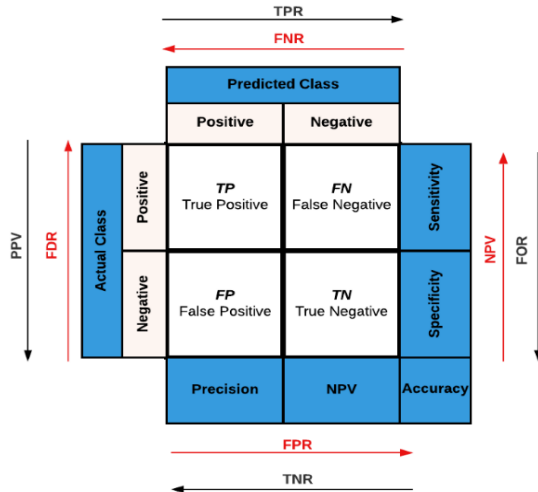 TPR
FNR
Predicted Class
Positive Negative
PPV
FDR
Actual Class
Positive
TP
True Positive
FN
False Negative
Sensitivity
NPV
FOR
Negative
FP
False Positive
TN
True Negative
Specificity
Precision NPV Accuracy
FPR
TNR